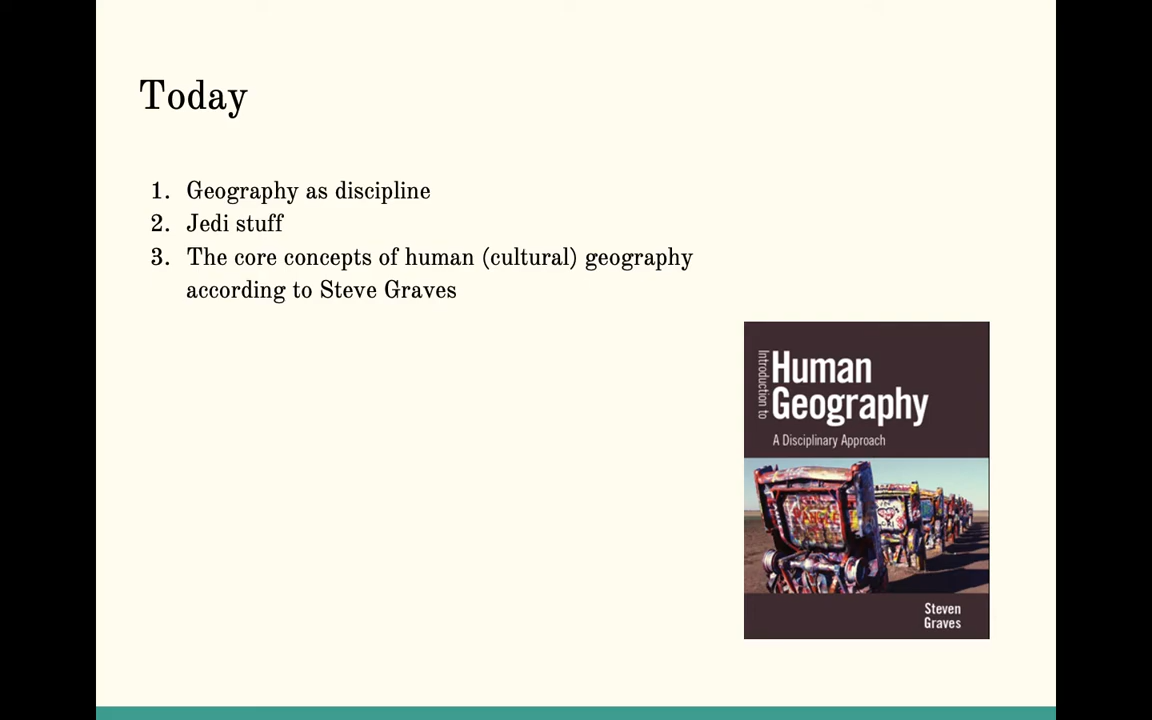 Today
1. Geography as discipline
2. Jedi stuff
3. The core concepts of human (cultural) geography
according to Steve Graves
Introduction to
Human
Geography
A Disciplinary Approach
Steven
Graves